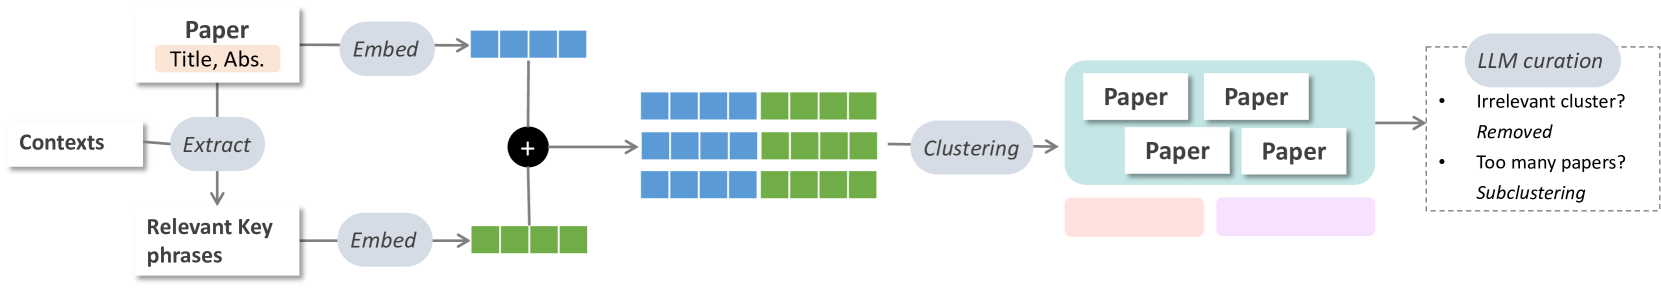 Paper
Title, Abs.
Embed
Contexts
Extract
Relevant Key
phrases
Embed
+
Clustering
Paper
Paper
Paper
Paper
LLM curation
• Irrelevant cluster?
Removed
• Too many papers?
Subclustering